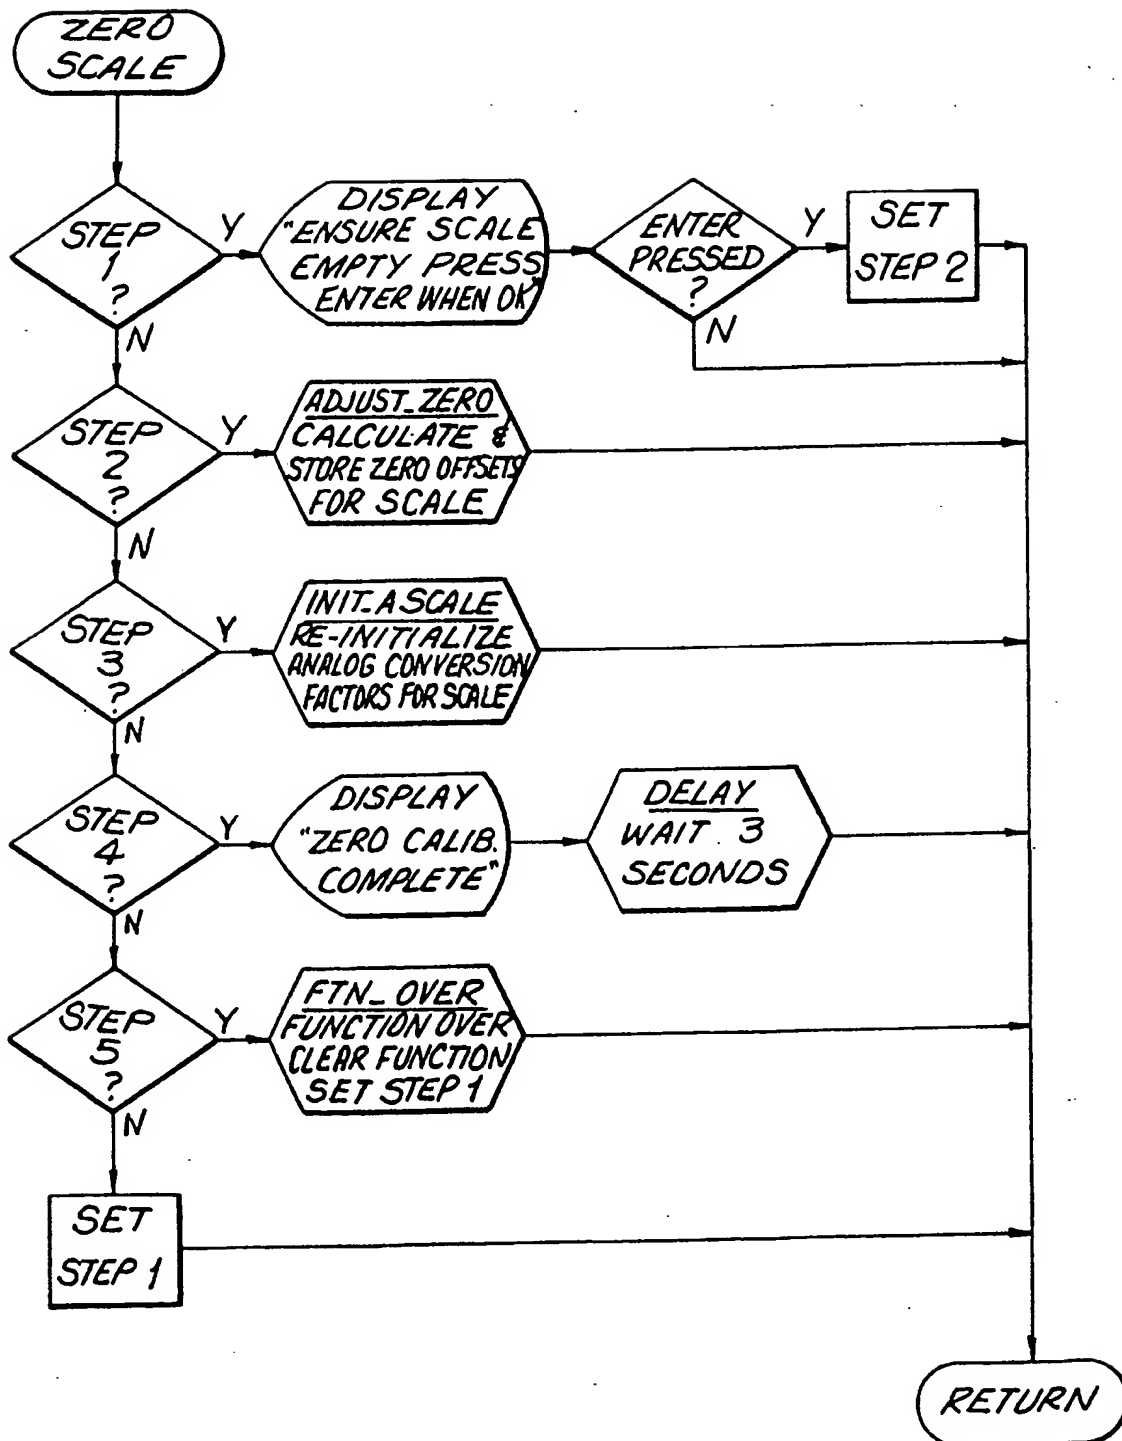 ZERO
SCALE
STEP
1
?
Y
N
DISPLAY
"ENSURE SCALE
EMPTY PRESS
ENTER WHEN OK"
ENTER
PRESSED
?
Y
N
SET
STEP 2
STEP
2
?
Y
N
ADJUST_ZERO
CALCULATE &
STORE ZERO OFFSETS
FOR SCALE
STEP
3
?
Y
N
INIT_ASCALE
RE-INITIALIZE
ANALOG CONVERSION
FACTORS FOR SCALE
STEP
4
?
Y
N
DISPLAY
"ZERO CALIB.
COMPLETE"
DELAY
WAIT 3
SECONDS
STEP
5
?
Y
N
FTN_OVER
FUNCTION OVER
CLEAR FUNCTION
SET STEP 1
SET
STEP 1
RETURN